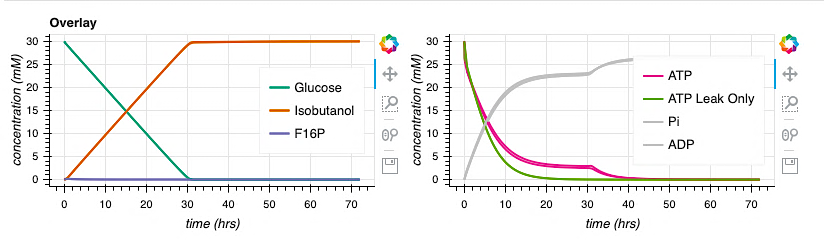 Overlay
concentration (mM)
30
25
20
15
10
5
0
0 10 20 30 40 50 60 70
time (hrs)
Glucose
Isobutanol
F16P
concentration (mM)
30
25
20
15
10
5
0
0 10 20 30 40 50 60 70
time (hrs)
ATP
ATP Leak Only
Pi
ADP